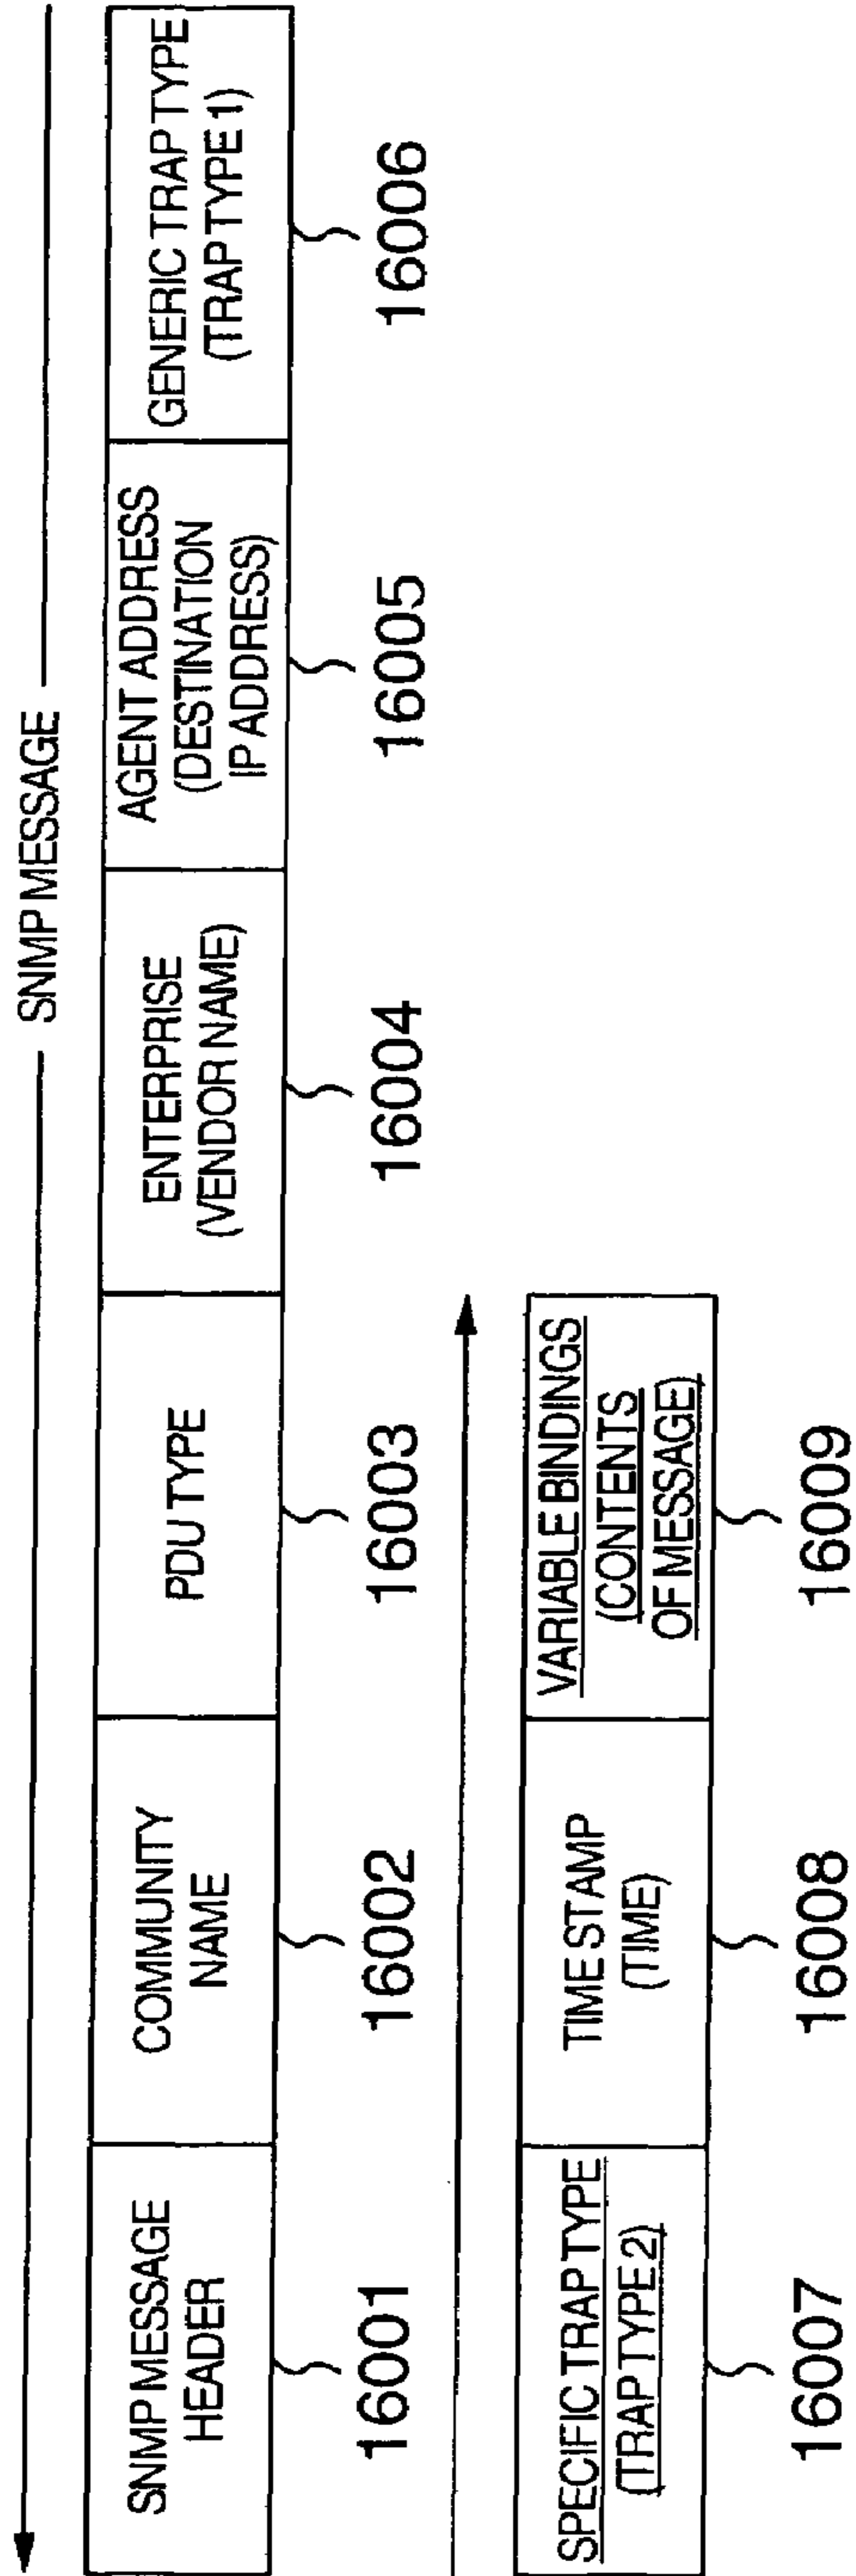 SNMP MESSAGE
SNMP MESSAGE
HEADER
COMMUNITY
NAME
PDU TYPE
ENTERPRISE
(VENDOR NAME)
AGENT ADDRESS
(DESTINATION
IP ADDRESS)
GENERIC TRAP TYPE
(TRAP TYPE 1)
16001
16002
16003
16004
16005
16006
SPECIFIC TRAP TYPE
(TRAP TYPE 2)
TIME STAMP
(TIME)
VARIABLE BINDINGS
(CONTENTS
OF MESSAGE)
16007
16008
16009